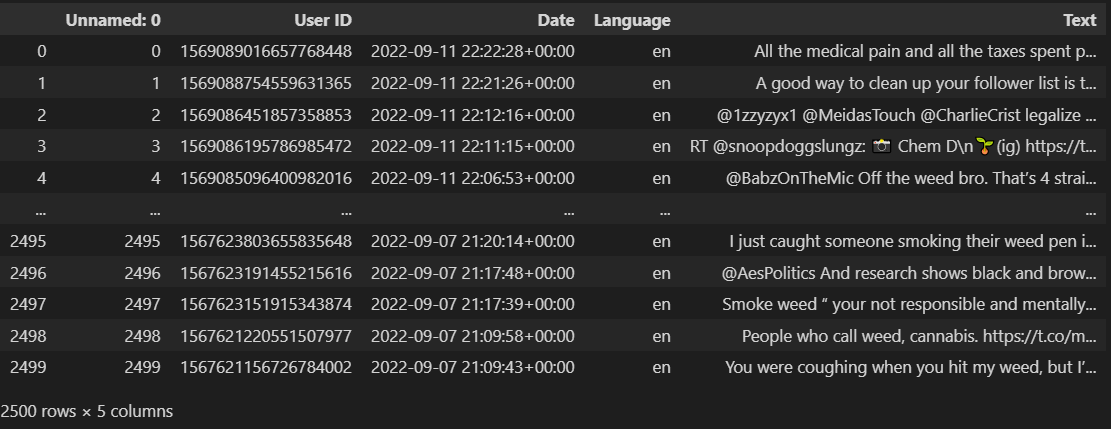 Unnamed: 0 User ID Date Language Text
0 0 1569089016657768448 2022-09-11 22:22:28+00:00 en All the medical pain and all the taxes spent p...
1 1 1569088754559631365 2022-09-11 22:21:26+00:00 en A good way to clean up your follower list is t...
2 2 1569086451857358853 2022-09-11 22:12:16+00:00 en @1zzyzyx1 @MeidasTouch @CharlieCrist legalize ...
3 3 1569086195786985472 2022-09-11 22:11:15+00:00 en RT @snoopdoggslungz: 📸 Chem D\n🌱(ig) https://t...
4 4 1569085096400982016 2022-09-11 22:06:53+00:00 en @BabzOnTheMic Off the weed bro. That’s 4 strai...
... ... ... ... ... ...
2495 2495 1567623803655835648 2022-09-07 21:20:14+00:00 en I just caught someone smoking their weed pen i...
2496 2496 1567623191455215616 2022-09-07 21:17:48+00:00 en @AesPolitics And research shows black and brow...
2497 2497 1567623151915343874 2022-09-07 21:17:39+00:00 en Smoke weed “ your not responsible and mentally...
2498 2498 1567621220551507977 2022-09-07 21:09:58+00:00 en People who call weed, cannabis. https://t.co/m...
2499 2499 1567621156726784002 2022-09-07 21:09:43+00:00 en You were coughing when you hit my weed, but I’...
2500 rows × 5 columns